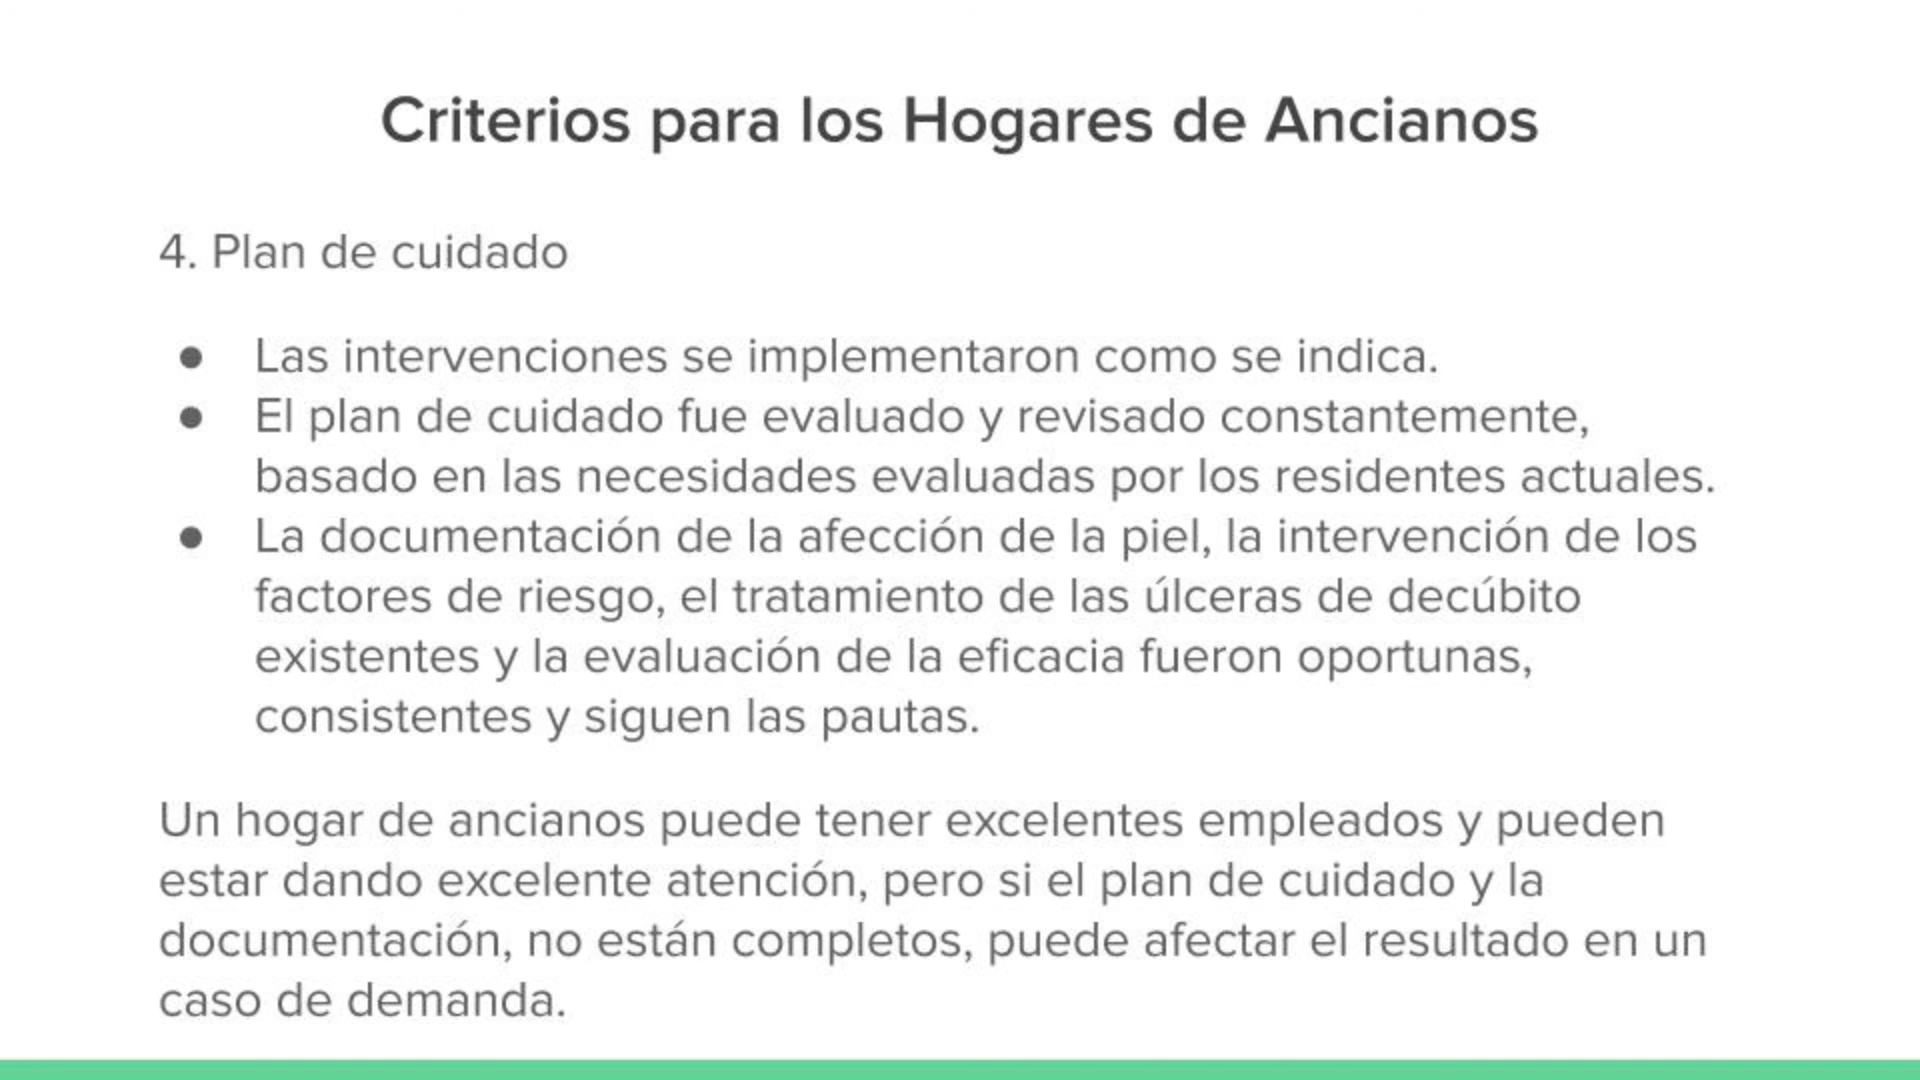 Criterios para los Hogares de Ancianos
4. Plan de cuidado
● Las intervenciones se implementaron como se indica.
● El plan de cuidado fue evaluado y revisado constantemente,
basado en las necesidades evaluadas por los residentes actuales.
● La documentación de la afección de la piel, la intervención de los
factores de riesgo, el tratamiento de las úlceras de decúbito
existentes y la evaluación de la eficacia fueron oportunas,
consistentes y siguen las pautas.
Un hogar de ancianos puede tener excelentes empleados y pueden
estar dando excelente atención, pero si el plan de cuidado y la
documentación, no están completos, puede afectar el resultado en un
caso de demanda.